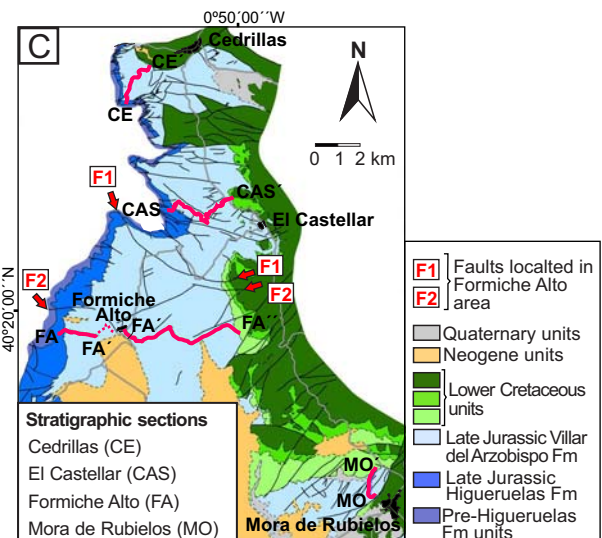 C
0º50´00´´W
Cedrillas
CE´
CE
N
0 1 2 km
F1
CAS
CAS´
El Castellar
F2
F1
F2
Formiche
Alto
40º20´00´´N
FA
FA´
FA´
FA´´
MO´
MO
Mora de Rubielos
Stratigraphic sections
Cedrillas (CE)
El Castellar (CAS)
Formiche Alto (FA)
Mora de Rubielos (MO)
F1
F2
Faults localted in
Formiche Alto
area
Quaternary units
Neogene units
Lower Cretaceous
units
Late Jurassic Villar
del Arzobispo Fm
Late Jurassic
Higueruelas Fm
Pre-Higueruelas
Fm units